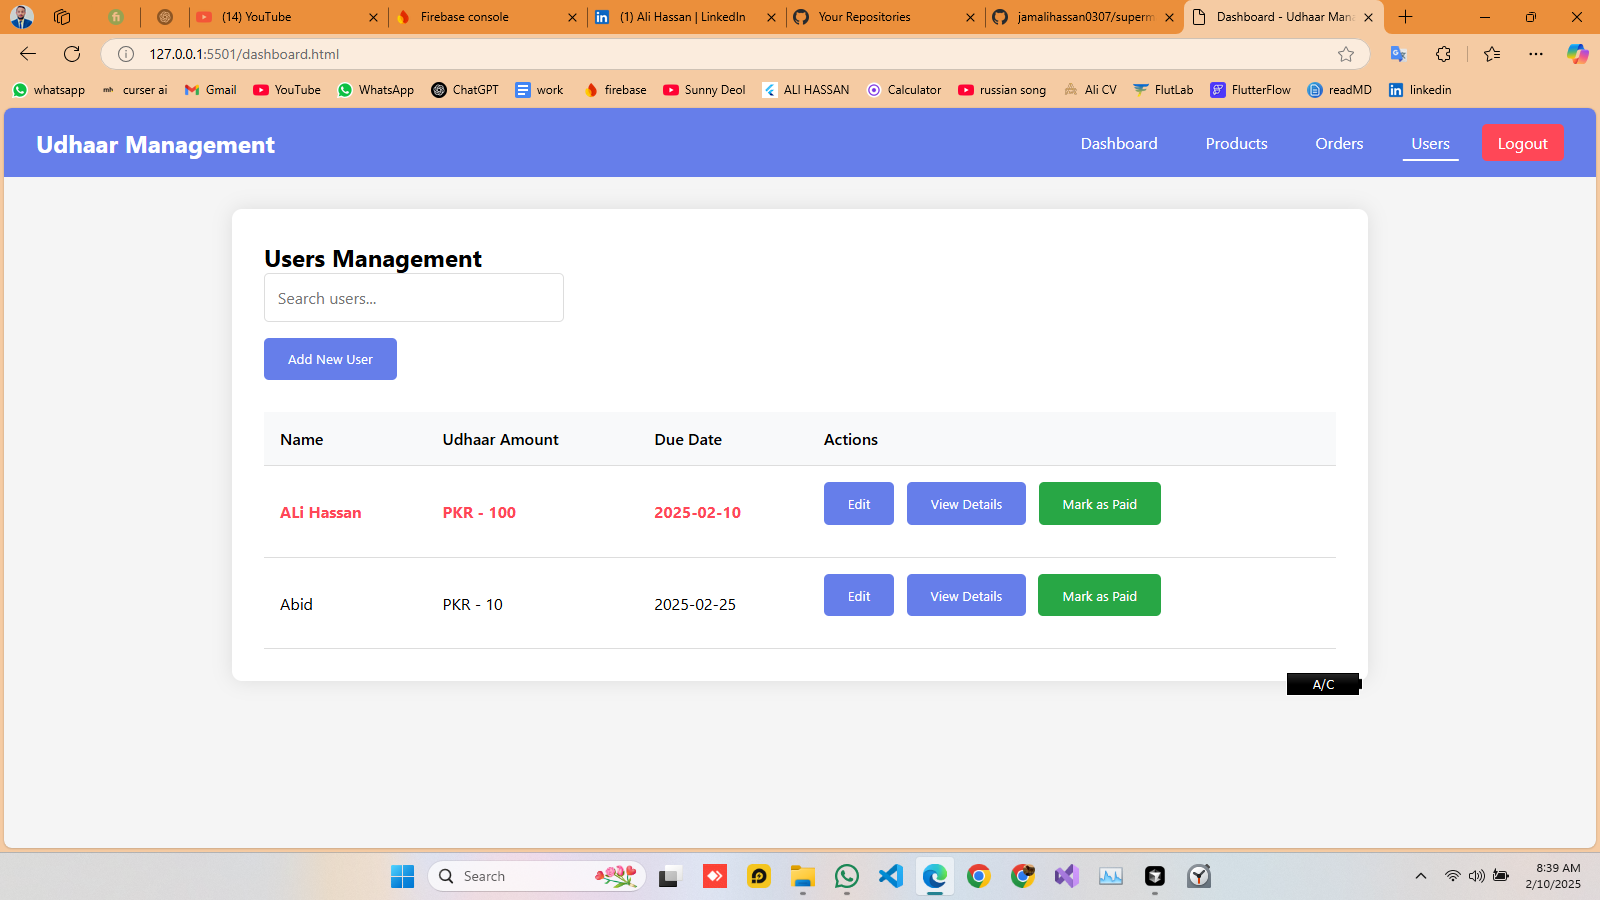 (14) YouTube
Firebase console
(1) Ali Hassan | LinkedIn
Your Repositories
jamalihassan0307/superm
Dashboard - Udhaar Man
127.0.0.1:5501/dashboard.html
whatsapp
curser ai
Gmail
YouTube
WhatsApp
ChatGPT
work
firebase
Sunny Deol
ALI HASSAN
Calculator
russian song
Ali CV
FlutLab
FlutterFlow
readMD
linkedin
Udhaar Management
Dashboard
Products
Orders
Users
Logout
Users Management
Search users...
Add New User
Name Udhaar Amount Due Date Actions
ALi Hassan PKR - 100 2025-02-10 Edit View Details Mark as Paid
Abid PKR - 10 2025-02-25 Edit View Details Mark as Paid
A/C
Search
8:39 AM
2/10/2025